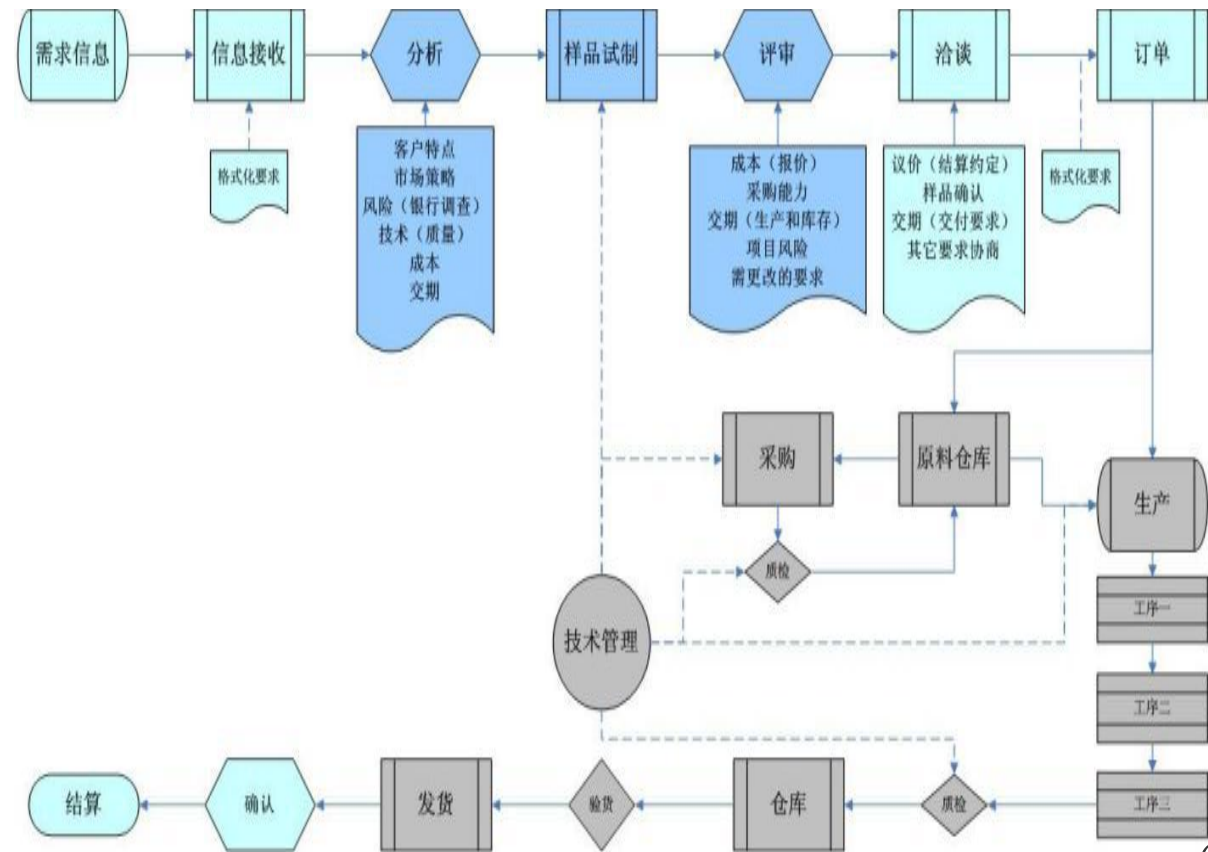 需求信息
信息接收
分析
样品试制
评审
洽谈
订单
格式化要求
客户特点
市场策略
风险（银行调查）
技术（质量）
成本
交期
成本（报价）
采购能力
交期（生产和库存）
项目风险
需更改的要求
议价（结算约定）
样品确认
交期（交付要求）
其它要求协商
格式化要求
采购
原料仓库
生产
质检
技术管理
工序一
工序二
工序三
结算
确认
发货
验货
仓库
质检